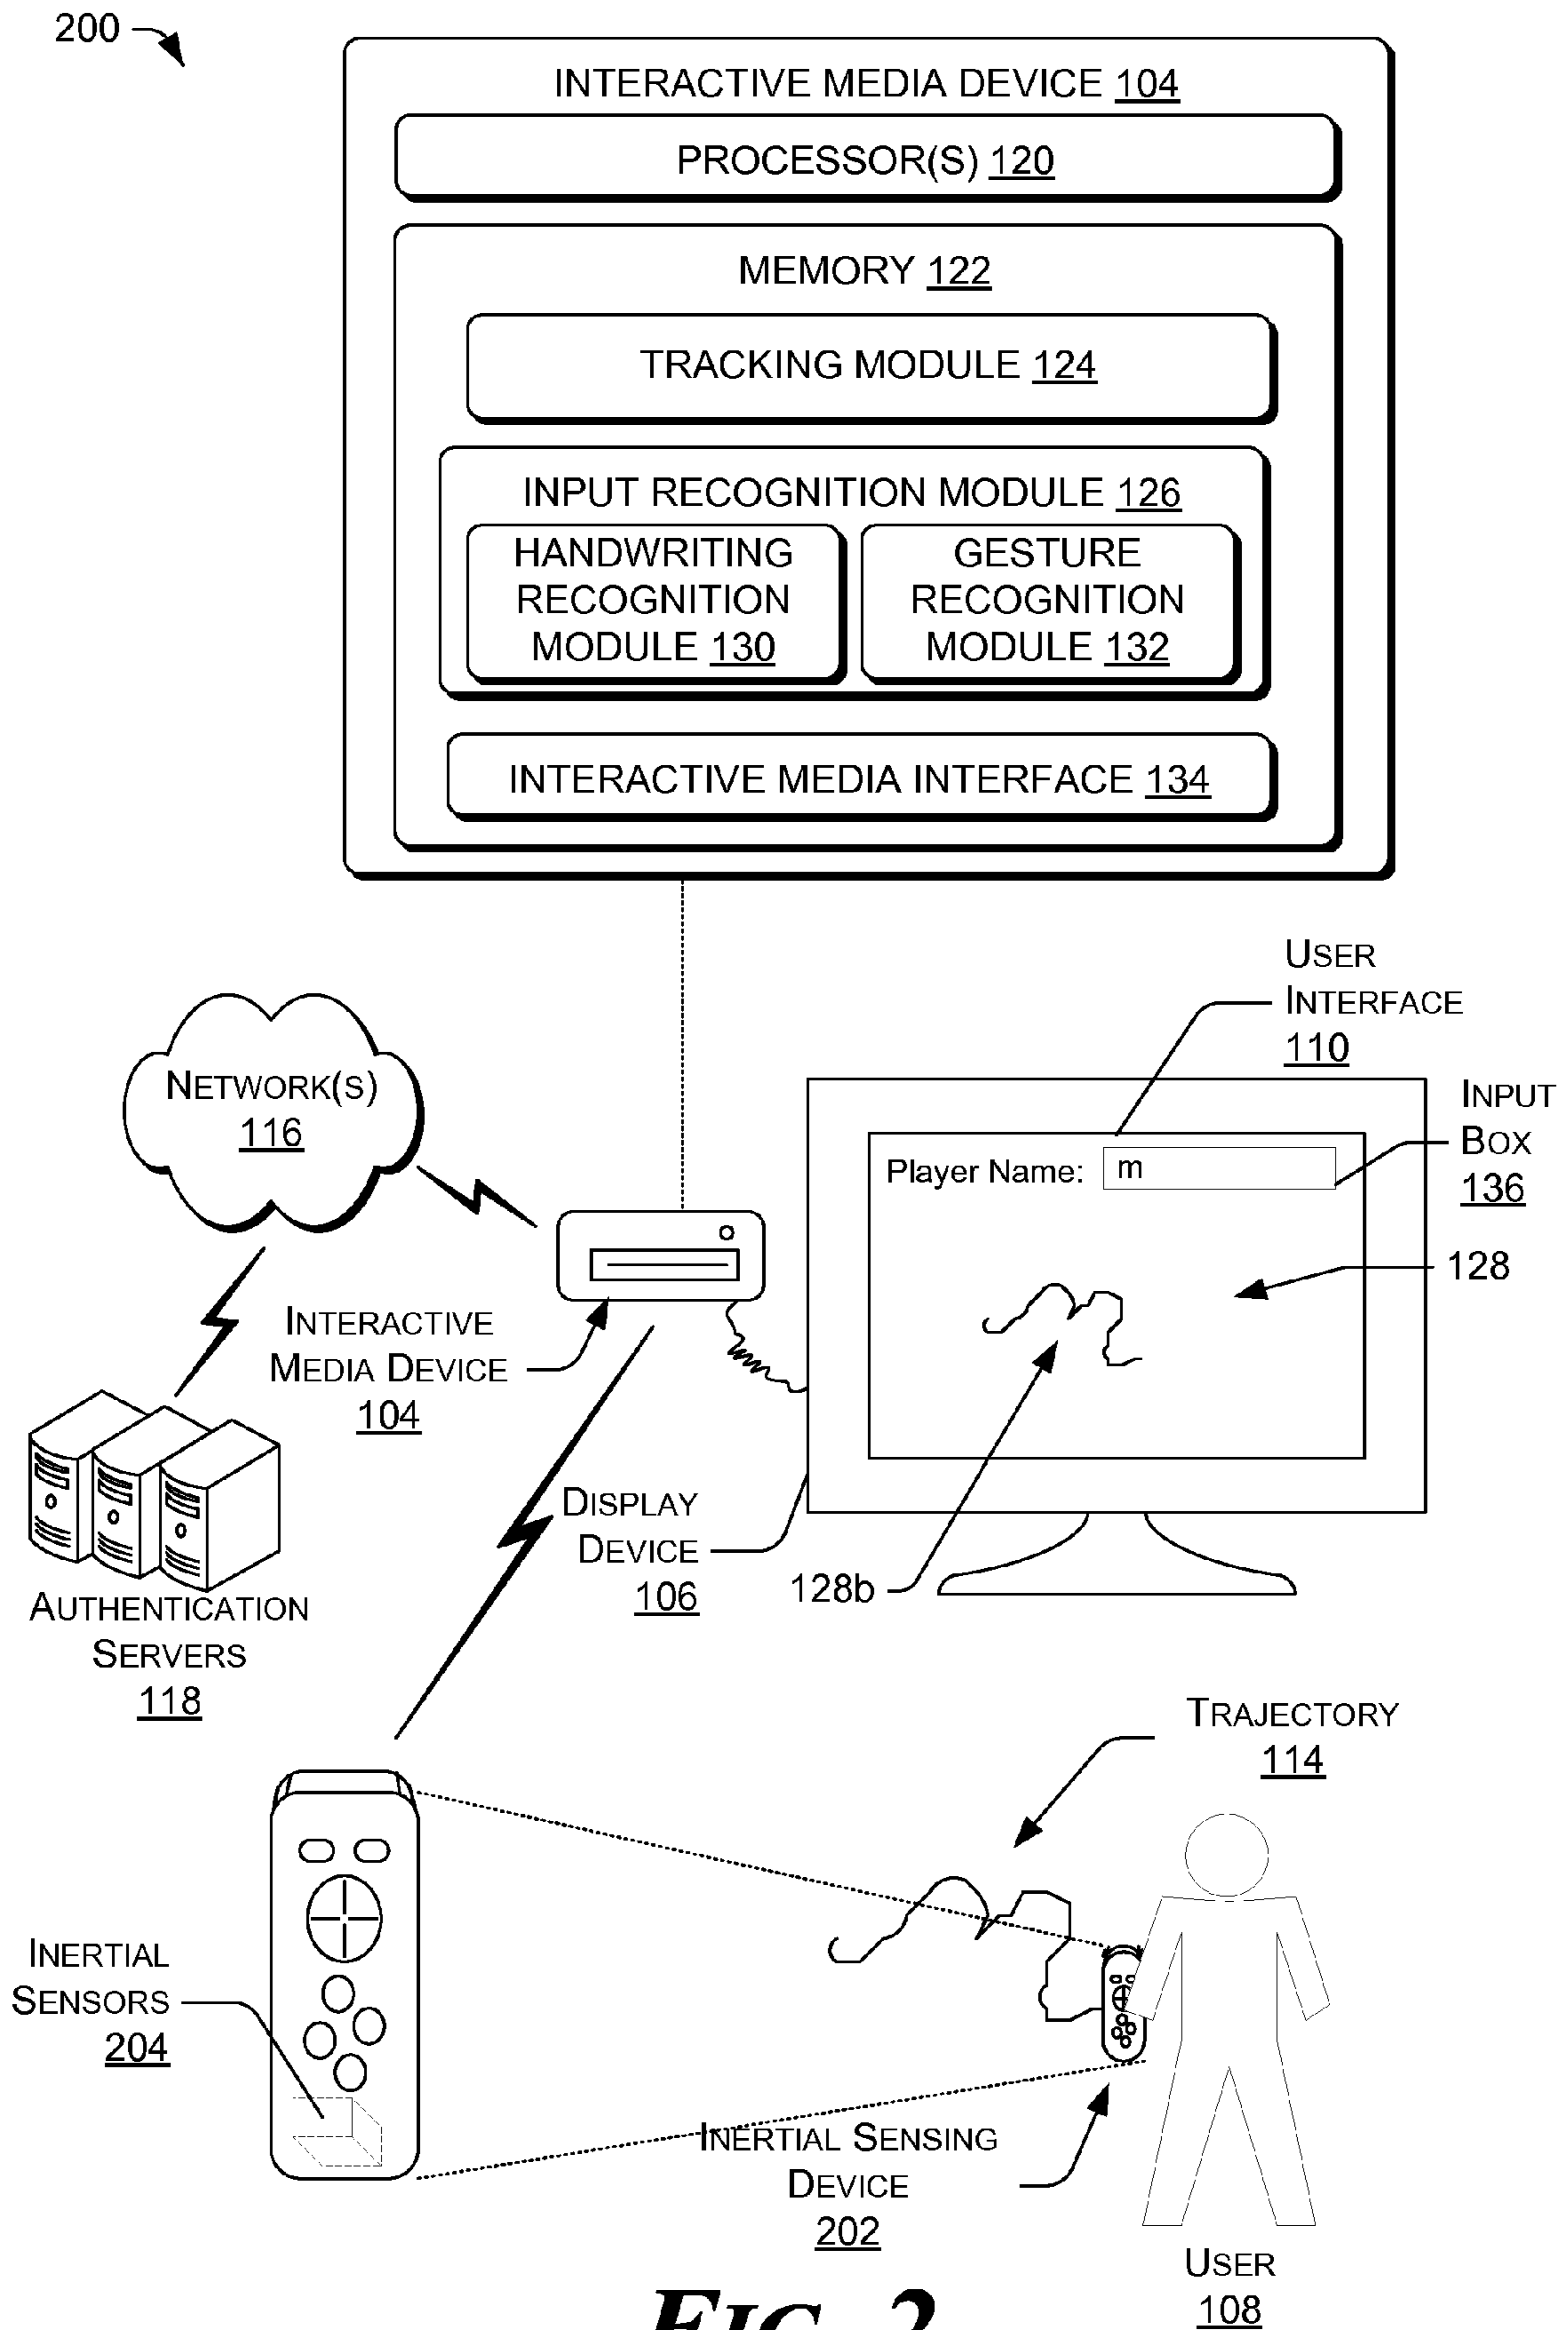 200
INTERACTIVE MEDIA DEVICE 104
PROCESSOR(S) 120
MEMORY 122
TRACKING MODULE 124
INPUT RECOGNITION MODULE 126
HANDWRITING
RECOGNITION
MODULE 130
GESTURE
RECOGNITION
MODULE 132
INTERACTIVE MEDIA INTERFACE 134
USER
INTERFACE
110
NETWORK(S)
116
INPUT
BOX
136
Player Name: m
128
INTERACTIVE
MEDIA DEVICE
104
DISPLAY
DEVICE
106
128b
AUTHENTICATION
SERVERS
118
TRAJECTORY
114
INERTIAL
SENSORS
204
INERTIAL SENSING
DEVICE
202
USER
108
FIG. 2